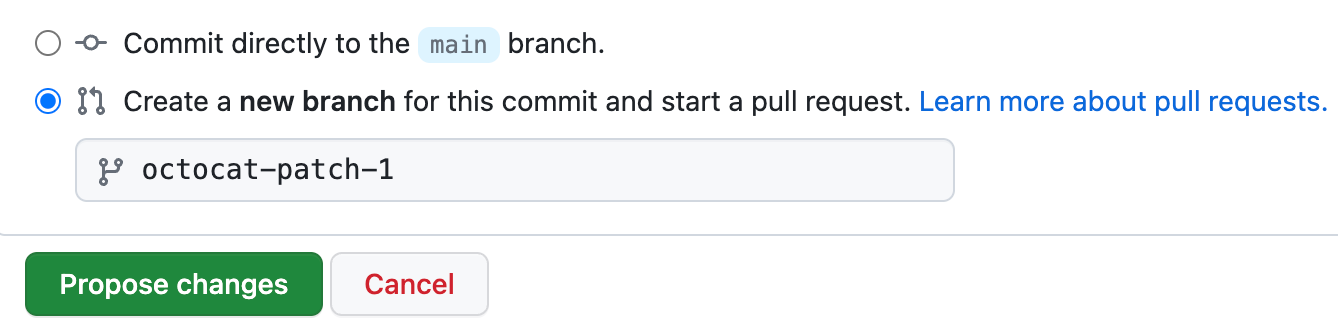 Commit directly to the main branch.
Create a new branch for this commit and start a pull request. Learn more about pull requests.
octocat-patch-1
Propose changes Cancel